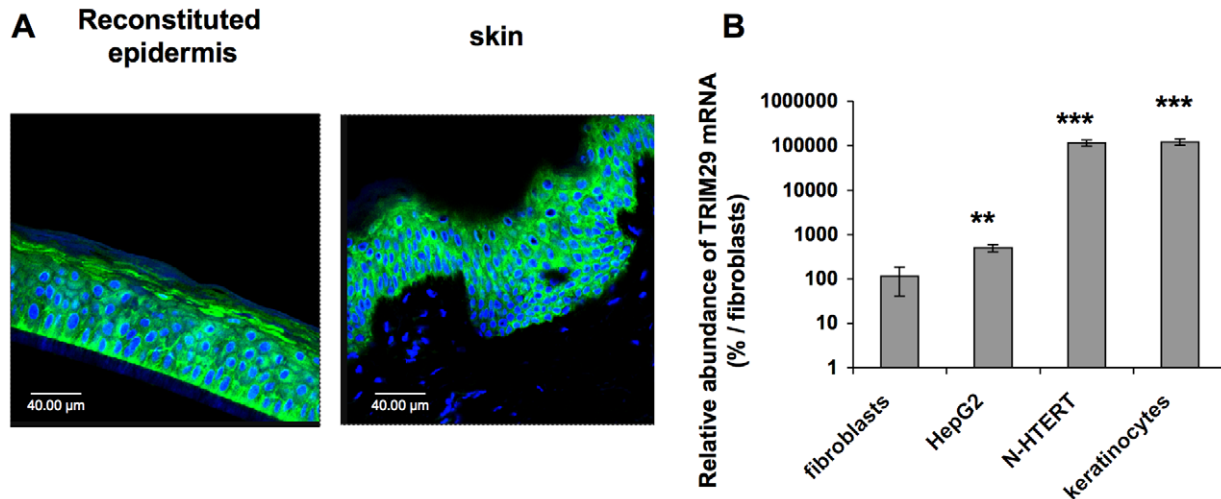 A
Reconstituted
epidermis
skin
40.00 µm
40.00 µm
B
Relative abundance of TRIM29 mRNA
(% / fibroblasts)
1000000
100000
10000
1000
100
10
1
**
***
***
fibroblasts
HepG2
N-HTERT
keratinocytes